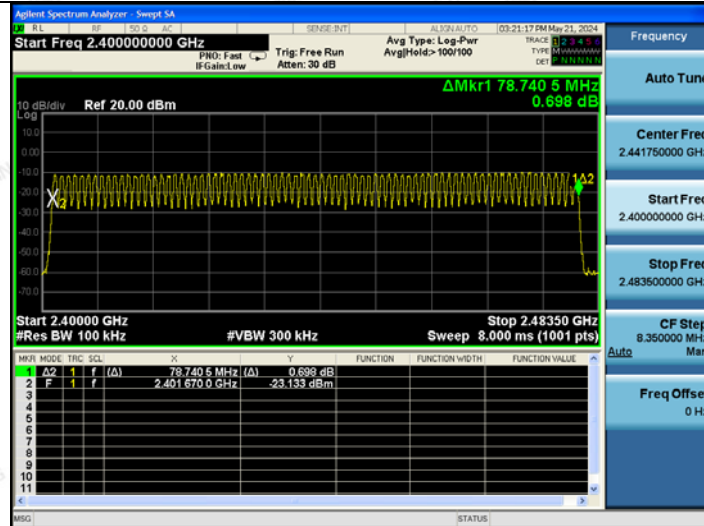 Agilent Spectrum Analyzer - Swept SA
RL RF 50 Ω AC SENSE:INT ALIGN AUTO 03:21:17 PM May 21, 2024
Start Freq 2.400000000 GHz
PNO: Fast
IFGain:Low
Trig: Free Run
Atten: 30 dB
Avg Type: Log-Pwr
Avg|Hold:>100/100
TRACE 1 2 3 4 5 6
TYPE M
DET P N N N N N
ΔMkr1 78.740 5 MHz
0.698 dB
10 dB/div Ref 20.00 dBm
Log
10.0
0.00
-10.0
-20.0
-30.0
-40.0
-50.0
-60.0
-70.0
2
1Δ2
Start 2.40000 GHz Stop 2.48350 GHz
#Res BW 100 kHz #VBW 300 kHz Sweep 8.000 ms (1001 pts)
MKR MODE TRC SCL X Y FUNCTION FUNCTION WIDTH FUNCTION VALUE
1 Δ2 1 f (Δ) 78.740 5 MHz (Δ) 0.698 dB
2 F 1 f 2.401 670 0 GHz -23.133 dBm
3
4
5
6
7
8
9
10
11
MSG STATUS
Frequency
Auto Tune
Center Freq
2.441750000 GHz
Start Freq
2.400000000 GHz
Stop Freq
2.483500000 GHz
CF Step
8.350000 MHz
Auto Man
Freq Offset
0 Hz